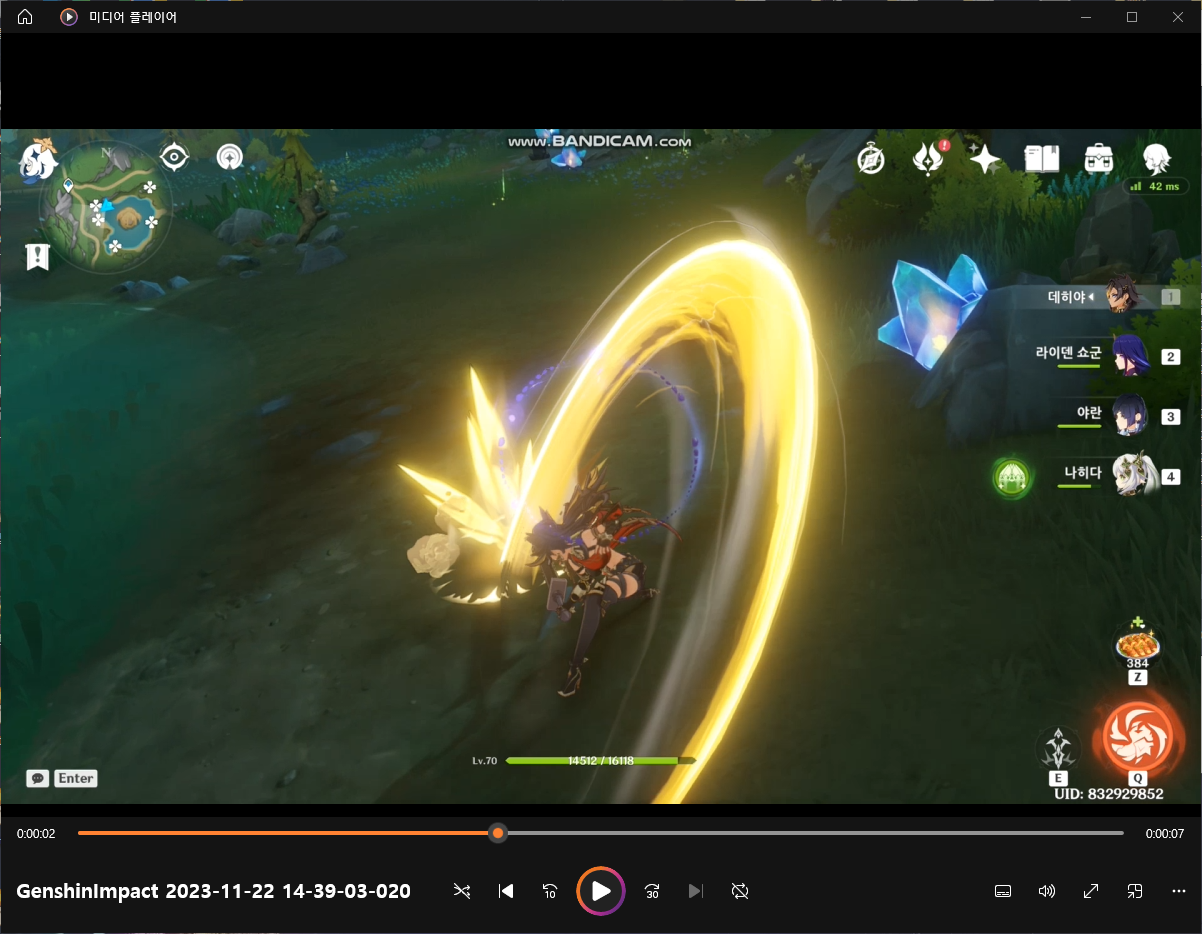 미디어 플레이어
www.BANDICAM.com
N
42 ms
데히야
1
라이덴 쇼군
2
야란
3
나히다
4
384
Z
Lv.70
14512 / 16118
Enter
E
Q
UID: 832929852
0:00:02
0:00:07
GenshinImpact 2023-11-22 14-39-03-020
10
30